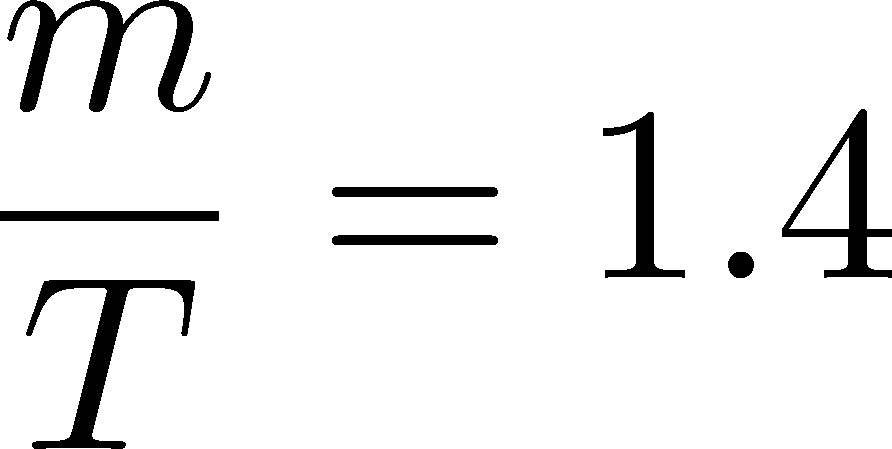 m/T = 1.4